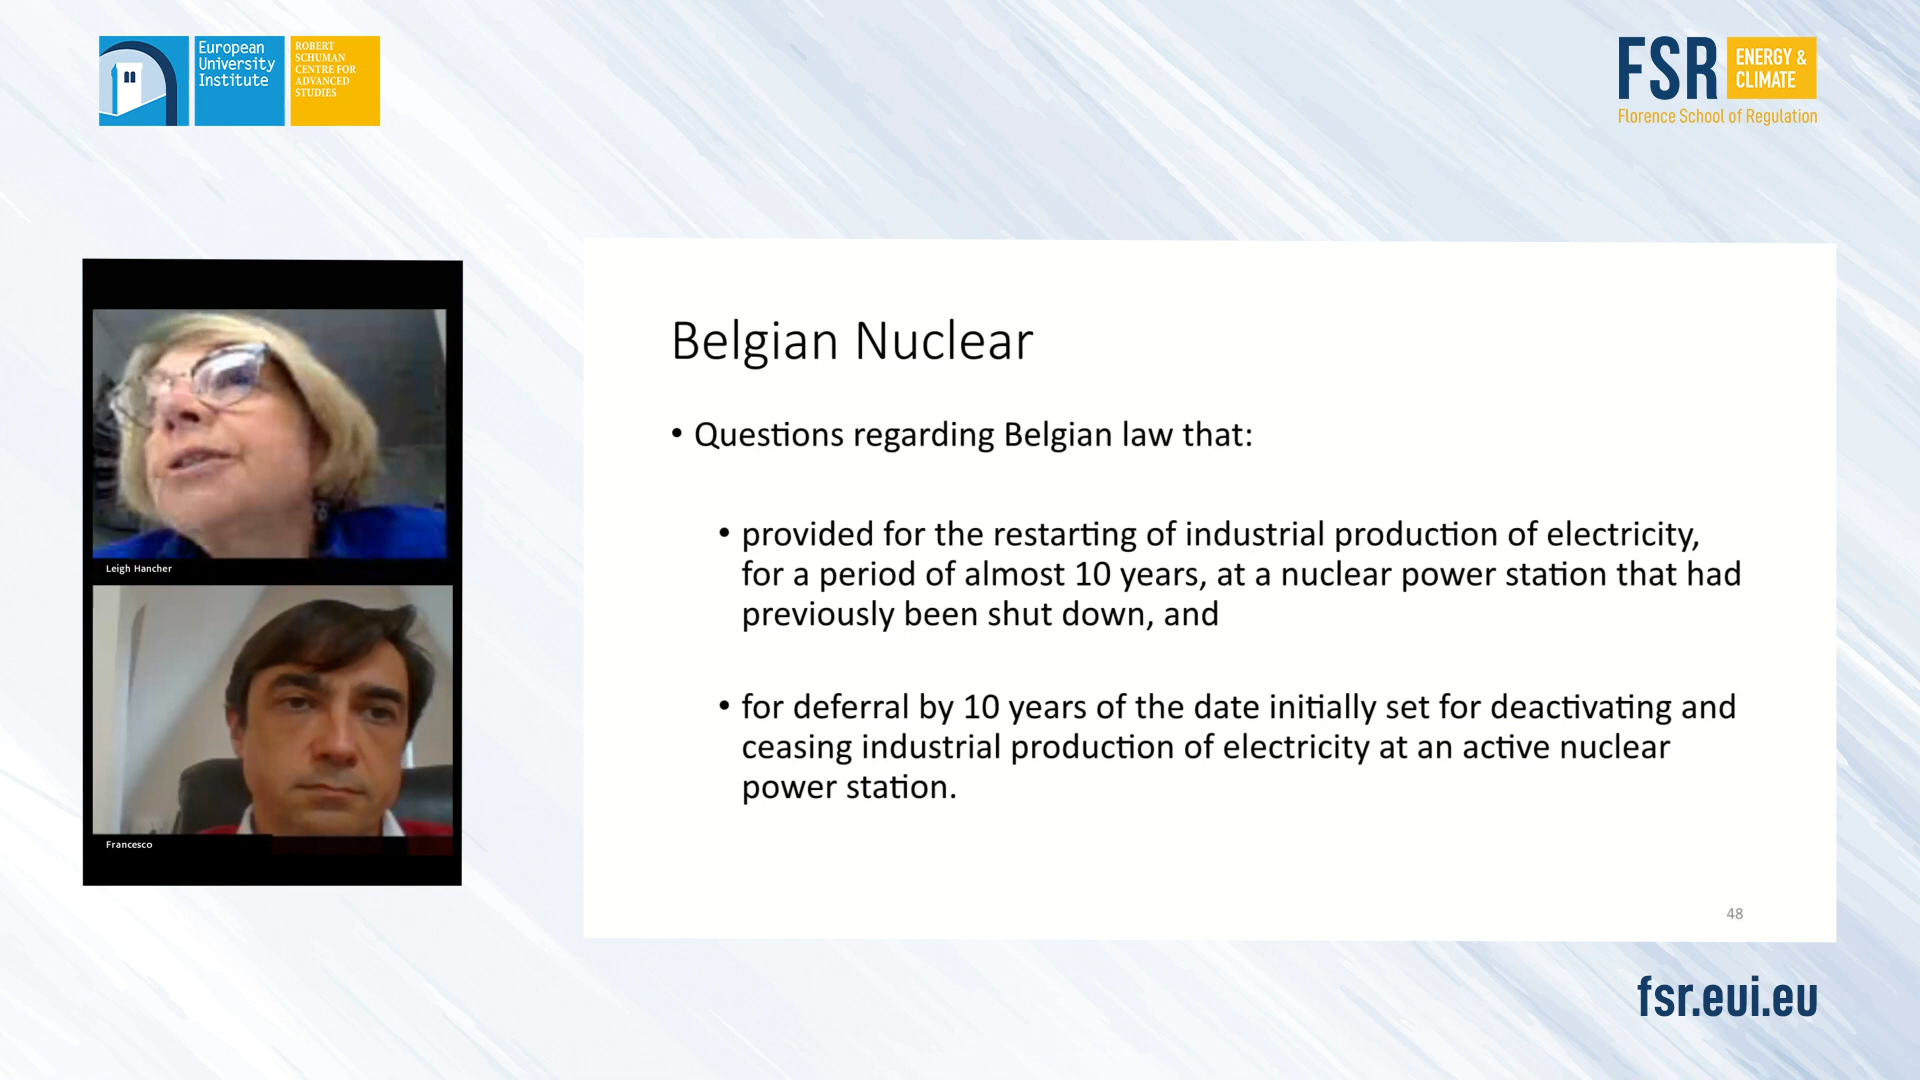 European
University
Institute
ROBERT
SCHUMAN
CENTRE FOR
ADVANCED
STUDIES
FSR
ENERGY &
CLIMATE
Florence School of Regulation
Leigh Hancher
Francesco
Belgian Nuclear
• Questions regarding Belgian law that:
• provided for the restarting of industrial production of electricity,
for a period of almost 10 years, at a nuclear power station that had
previously been shut down, and
• for deferral by 10 years of the date initially set for deactivating and
ceasing industrial production of electricity at an active nuclear
power station.
48
fsr.eui.eu